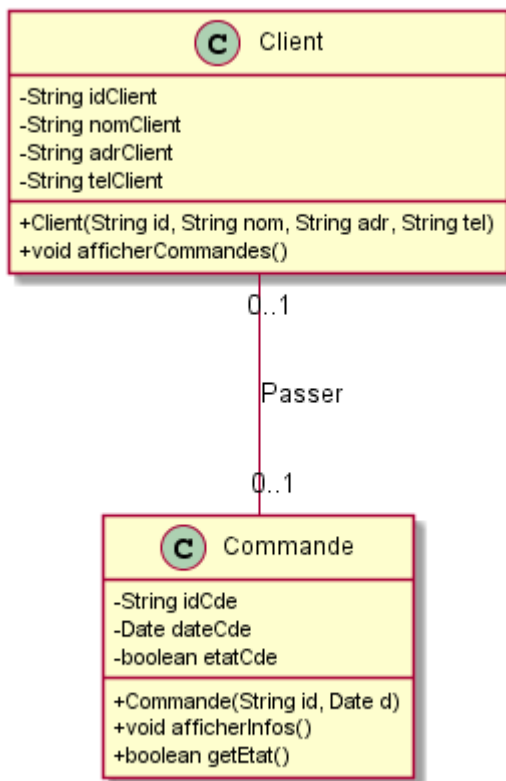 C Client
-String idClient
-String nomClient
-String adrClient
-String telClient
+Client(String id, String nom, String adr, String tel)
+void afficherCommandes()
0..1
Passer
0..1
C Commande
-String idCde
-Date dateCde
-boolean etatCde
+Commande(String id, Date d)
+void afficherInfos()
+boolean getEtat()